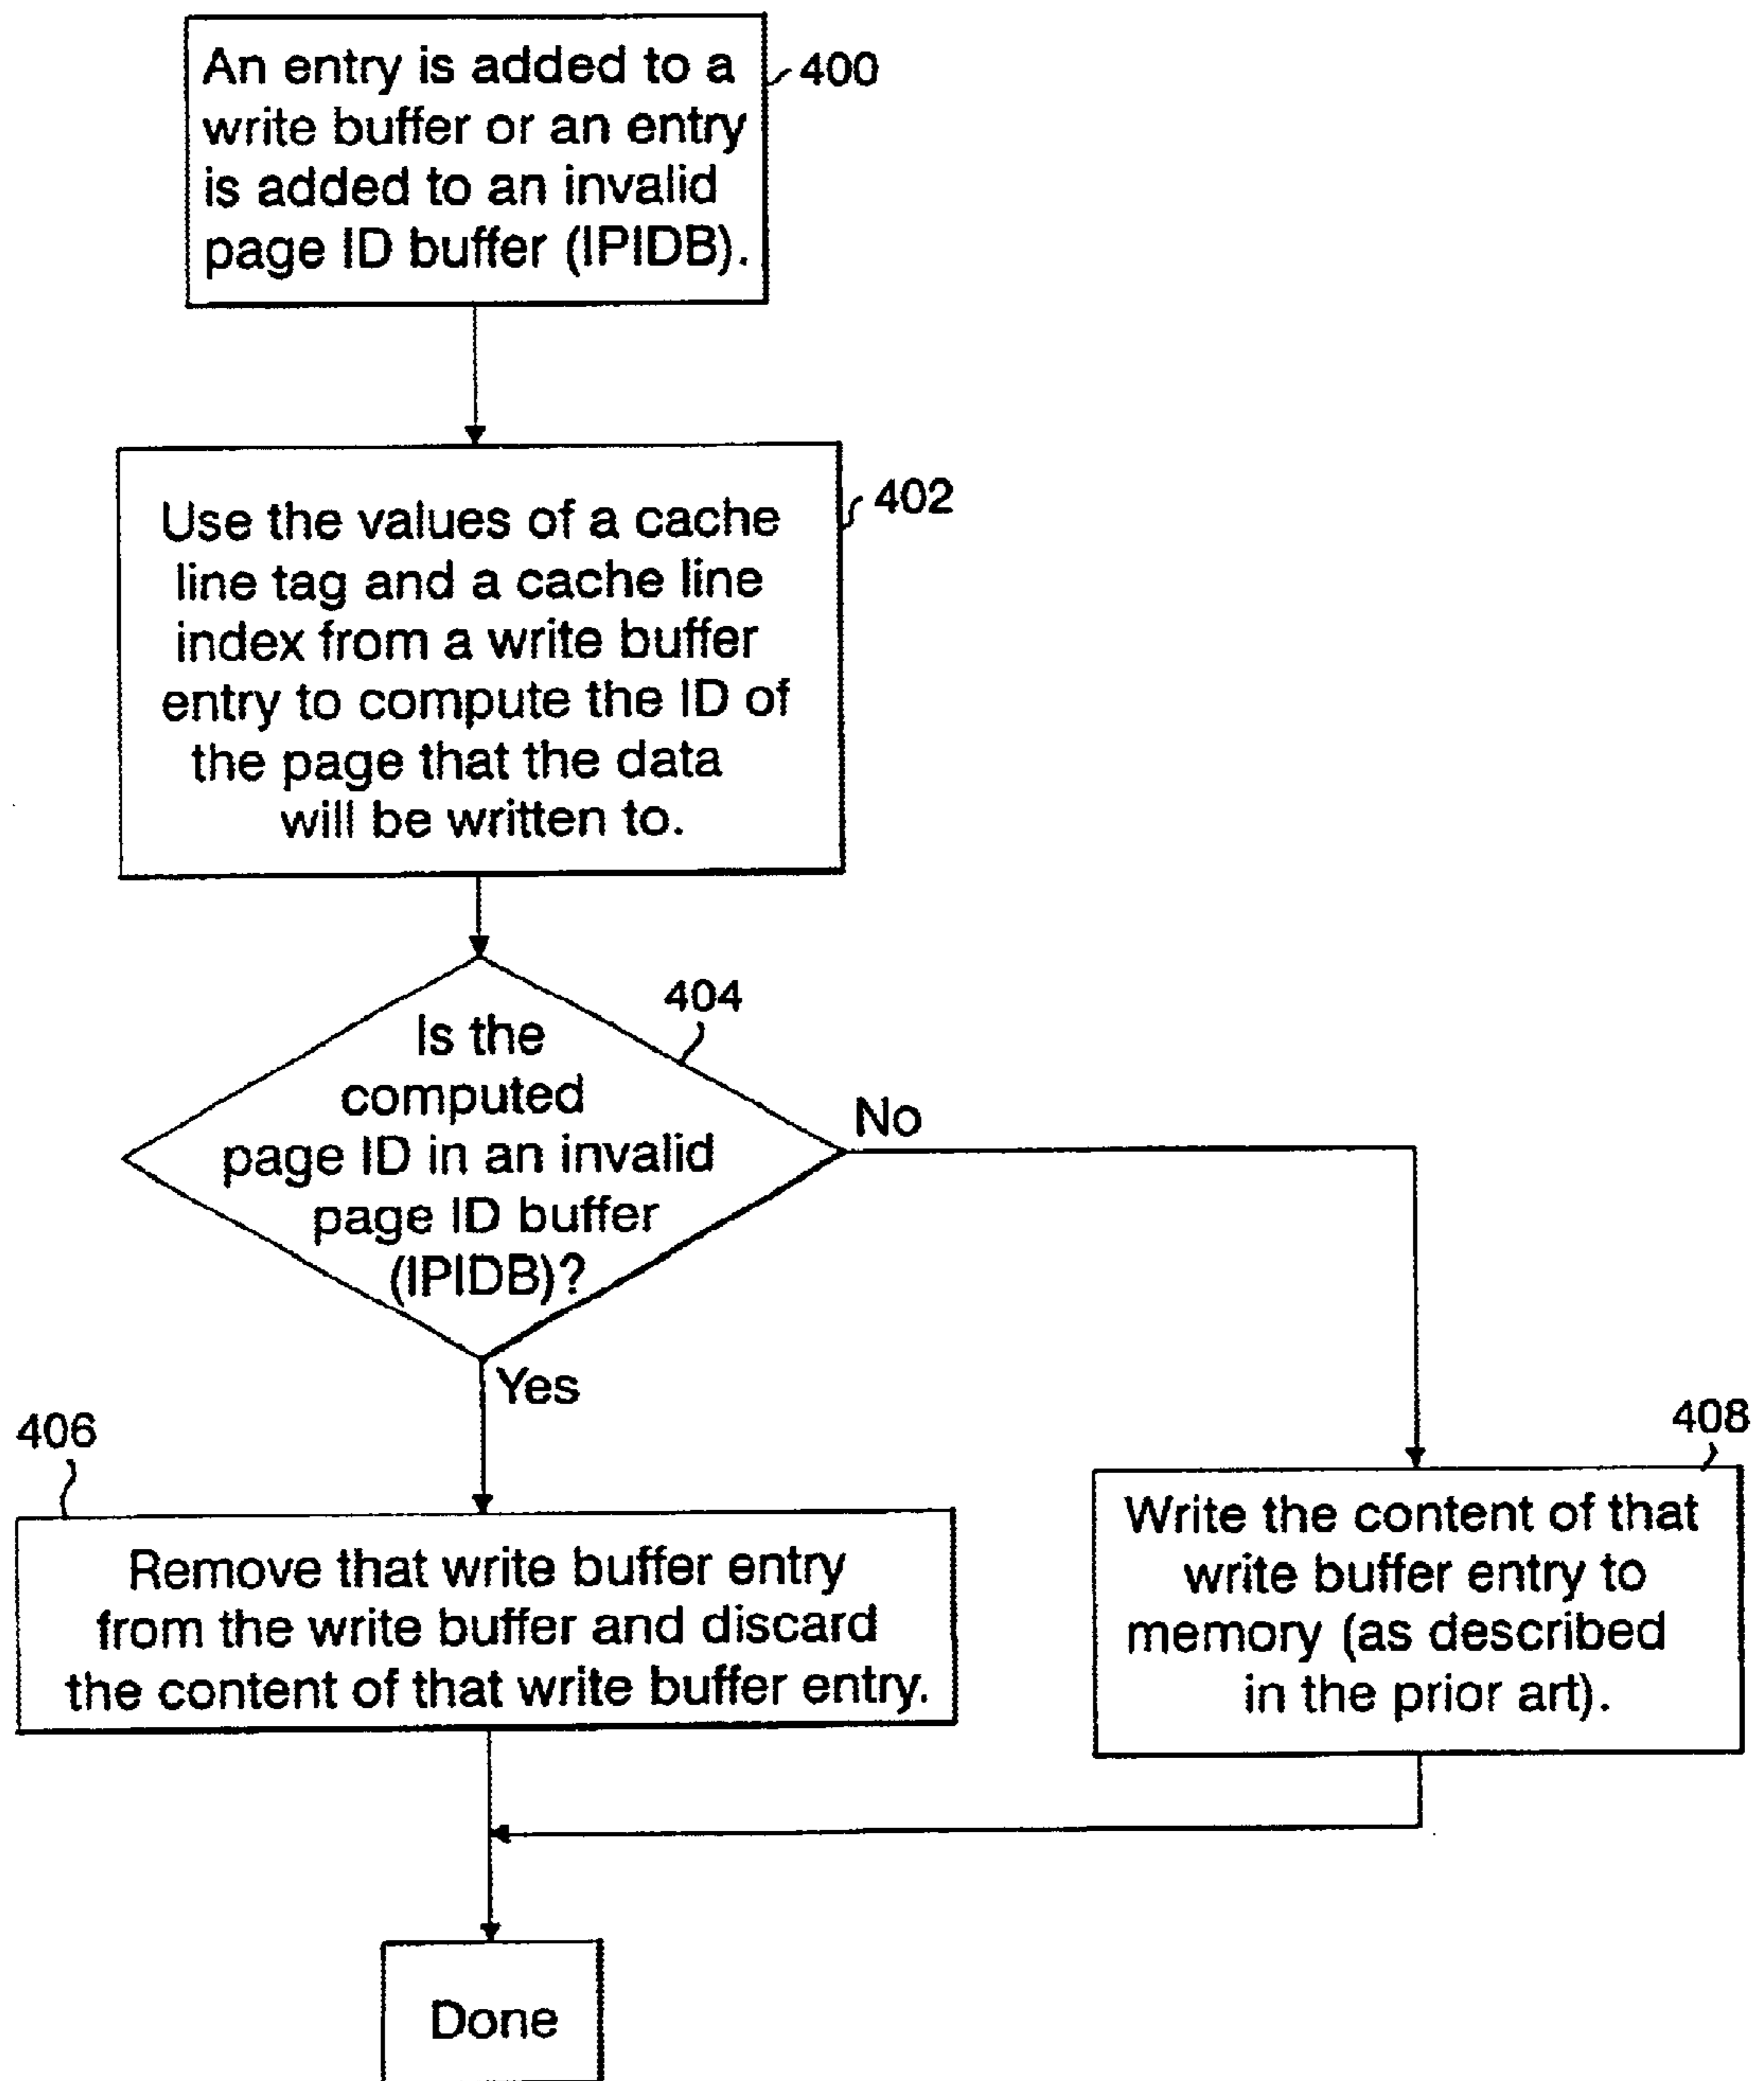 An entry is added to a
write buffer or an entry
is added to an invalid
page ID buffer (IPIDB).
400
Use the values of a cache
line tag and a cache line
index from a write buffer
entry to compute the ID of
the page that the data
will be written to.
402
404
Is the
computed
page ID in an invalid
page ID buffer
(IPIDB)?
No
Yes
406
Remove that write buffer entry
from the write buffer and discard
the content of that write buffer entry.
408
Write the content of that
write buffer entry to
memory (as described
in the prior art).
Done